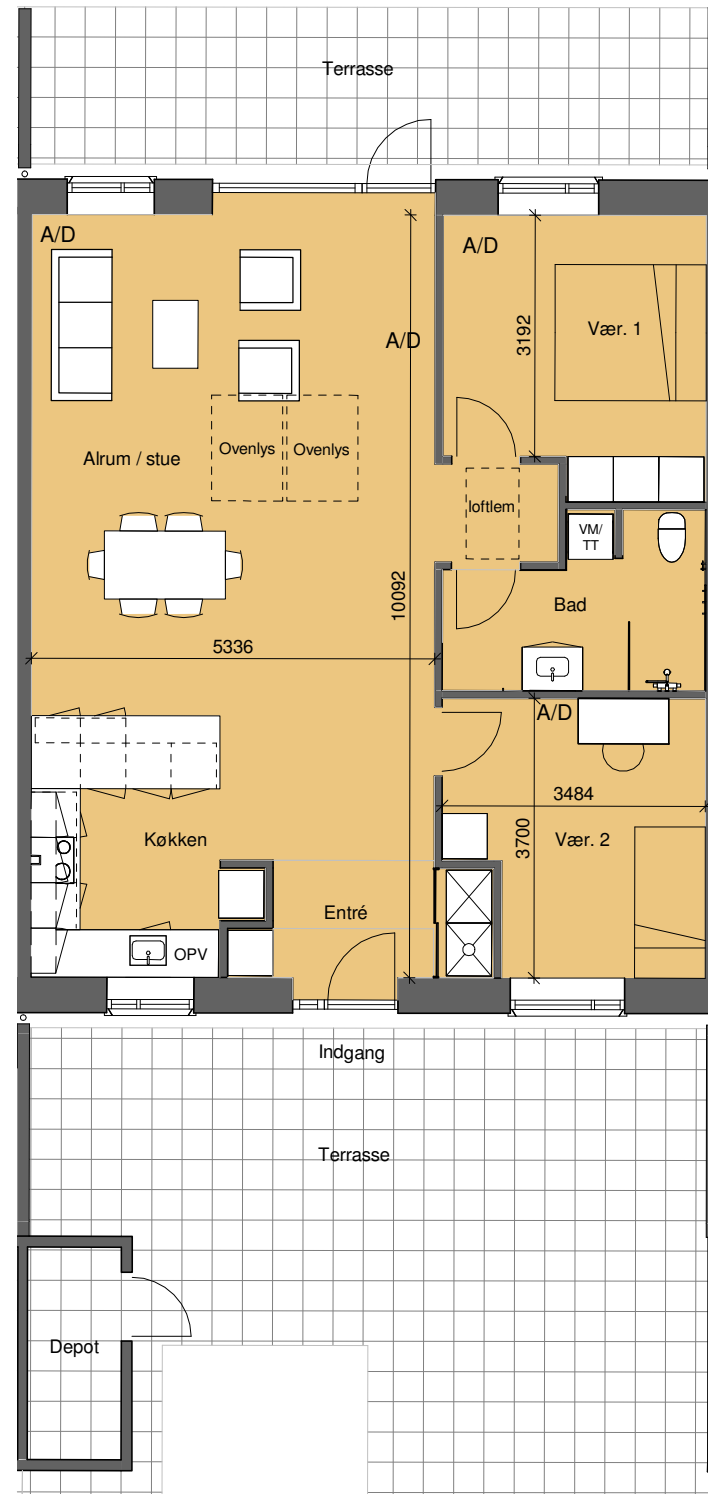 Terrasse
A/D
A/D
A/D
3192
Vær. 1
Alrum / stue
Ovenlys
Ovenlys
loftlem
VM/
TT
10092
Bad
5336
A/D
3484
3700
Køkken
Vær. 2
Entré
OPV
Indgang
Terrasse
Depot